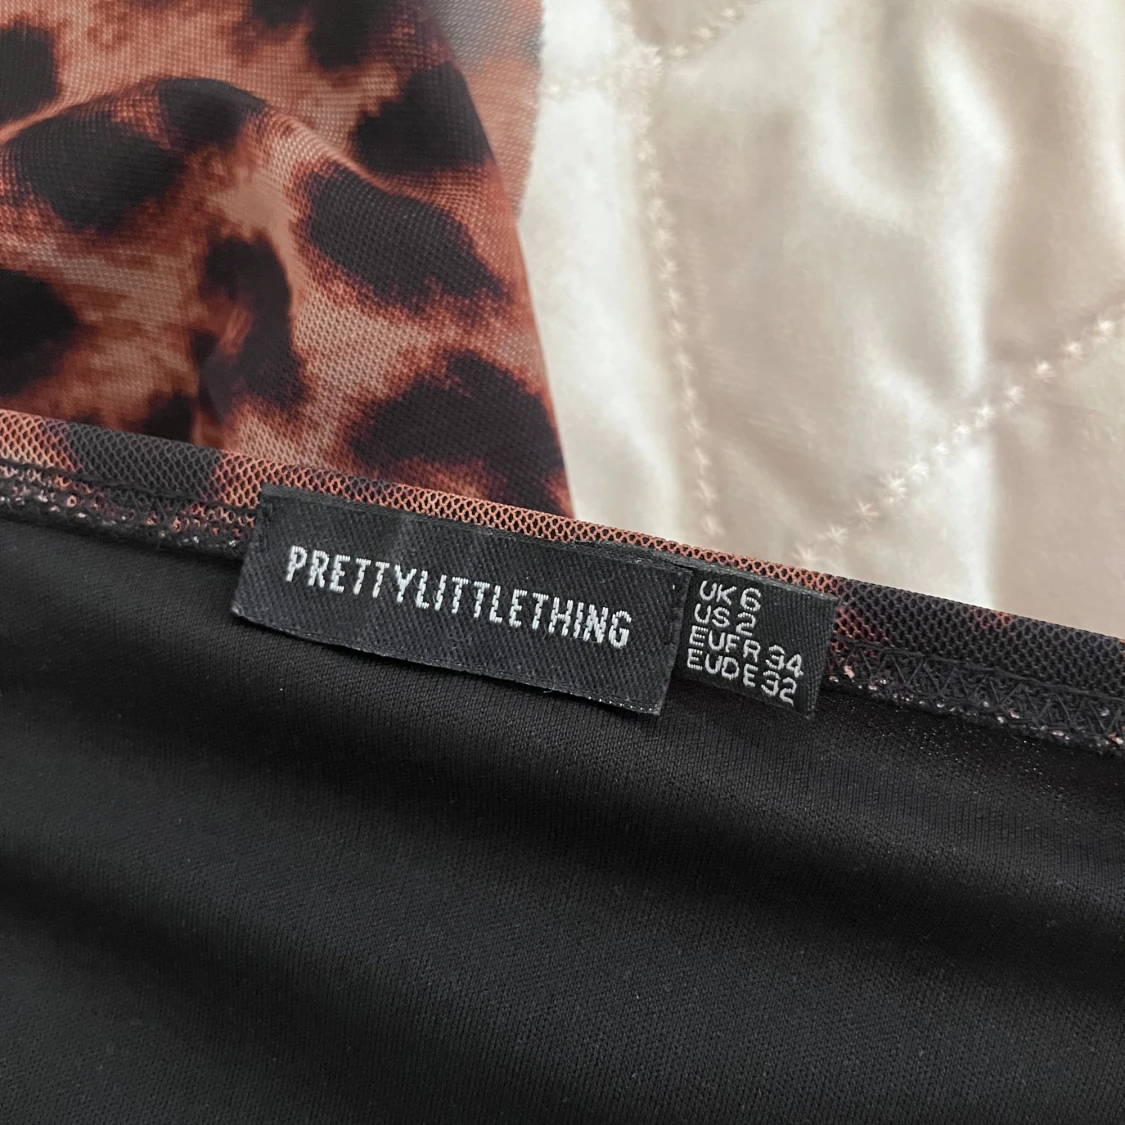 PRETTYLITTLETHING
UK 6
US 2
EUFR 34
EUDE 32